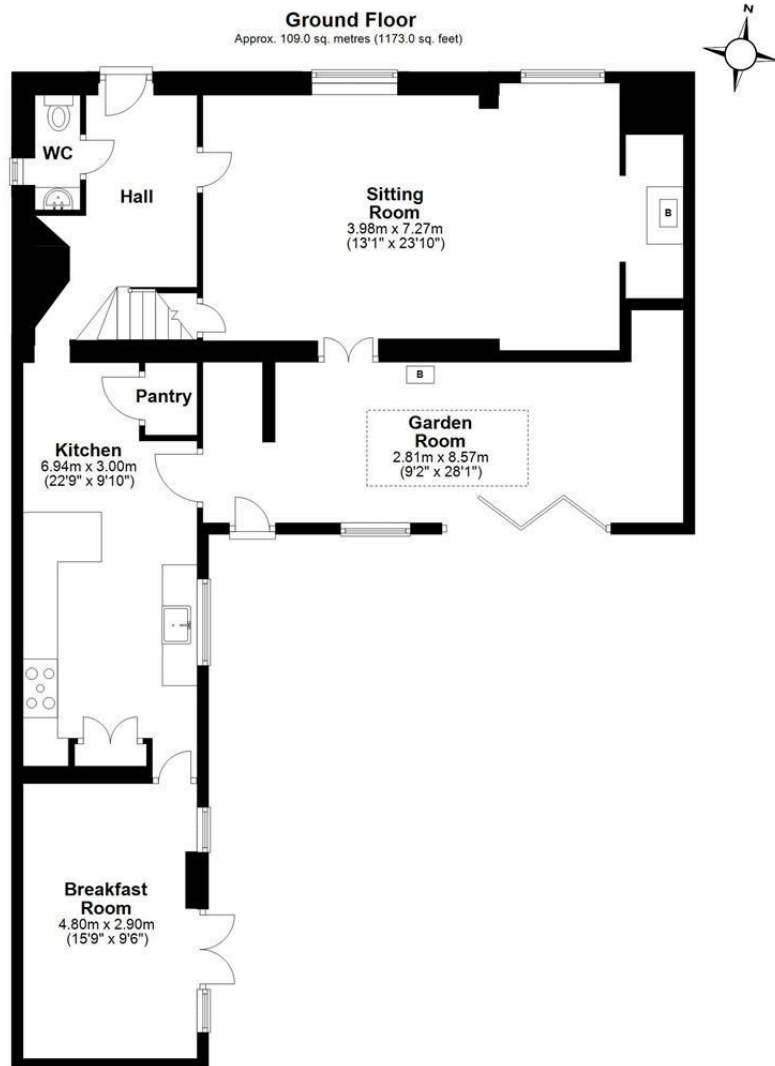 Ground Floor
Approx. 109.0 sq. metres (1173.0 sq. feet)
N
WC
Hall
Sitting
Room
3.98m x 7.27m
(13'1" x 23'10")
B
Pantry
B
Kitchen
6.94m x 3.00m
(22'9" x 9'10")
Garden
Room
2.81m x 8.57m
(9'2" x 28'1")
Breakfast
Room
4.80m x 2.90m
(15'9" x 9'6")